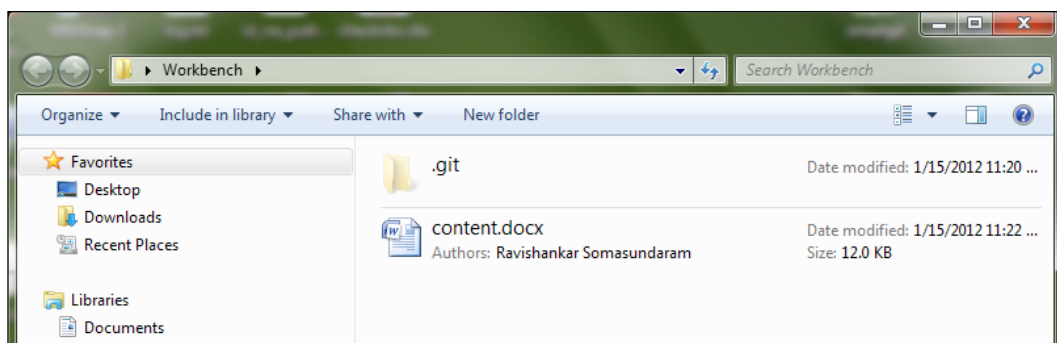 Workbench
Search Workbench
Organize Include in library Share with New folder
Favorites
Desktop
Downloads
Recent Places
Libraries
Documents
.git
Date modified: 1/15/2012 11:20 ...
content.docx
Authors: Ravishankar Somasundaram
Date modified: 1/15/2012 11:22 ...
Size: 12.0 KB